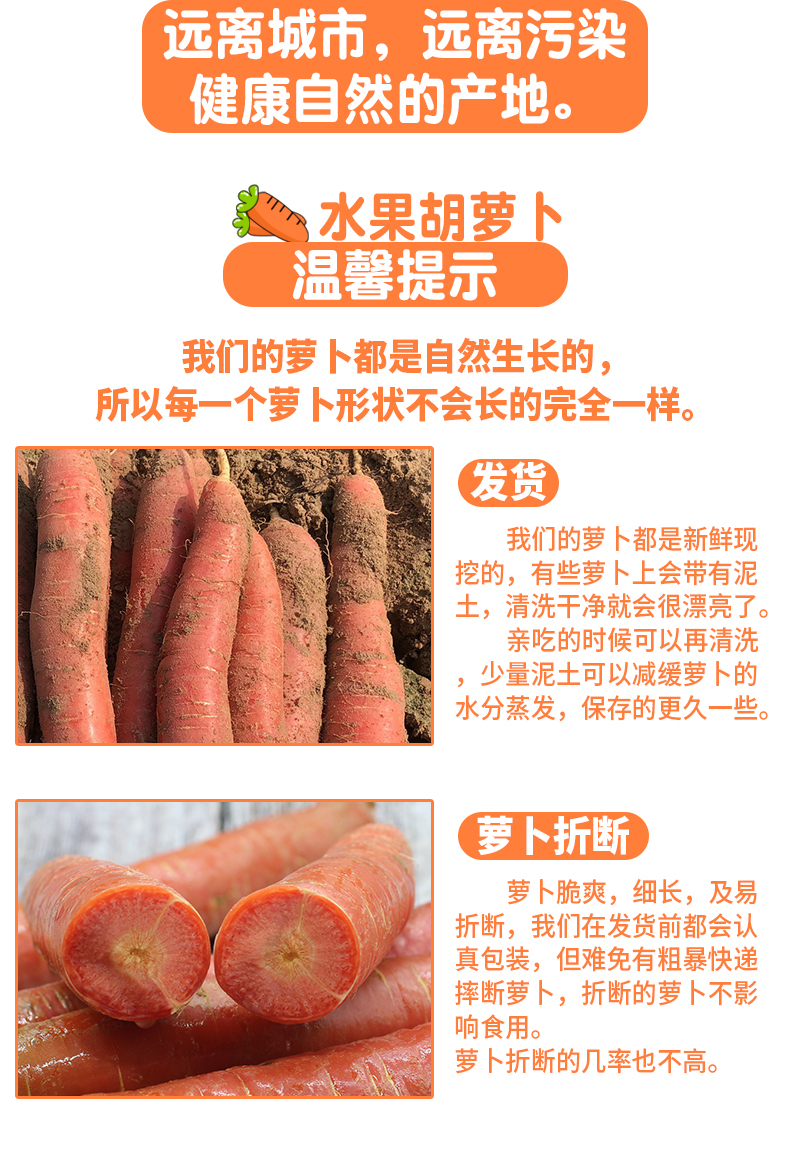 远离城市，远离污染
健康自然的产地。
水果胡萝卜
温馨提示
我们的萝卜都是自然生长的，
所以每一个萝卜形状不会长的完全一样。
发货
我们的萝卜都是新鲜现
挖的，有些萝卜上会带有泥
土，清洗干净就会很漂亮了。
亲吃的时候可以再清洗
，少量泥土可以减缓萝卜的
水分蒸发，保存的更久一些。
萝卜折断
萝卜脆爽，细长，及易
折断，我们在发货前都会认
真包装，但难免有粗暴快递
摔断萝卜，折断的萝卜不影
响食用。
萝卜折断的几率也不高。